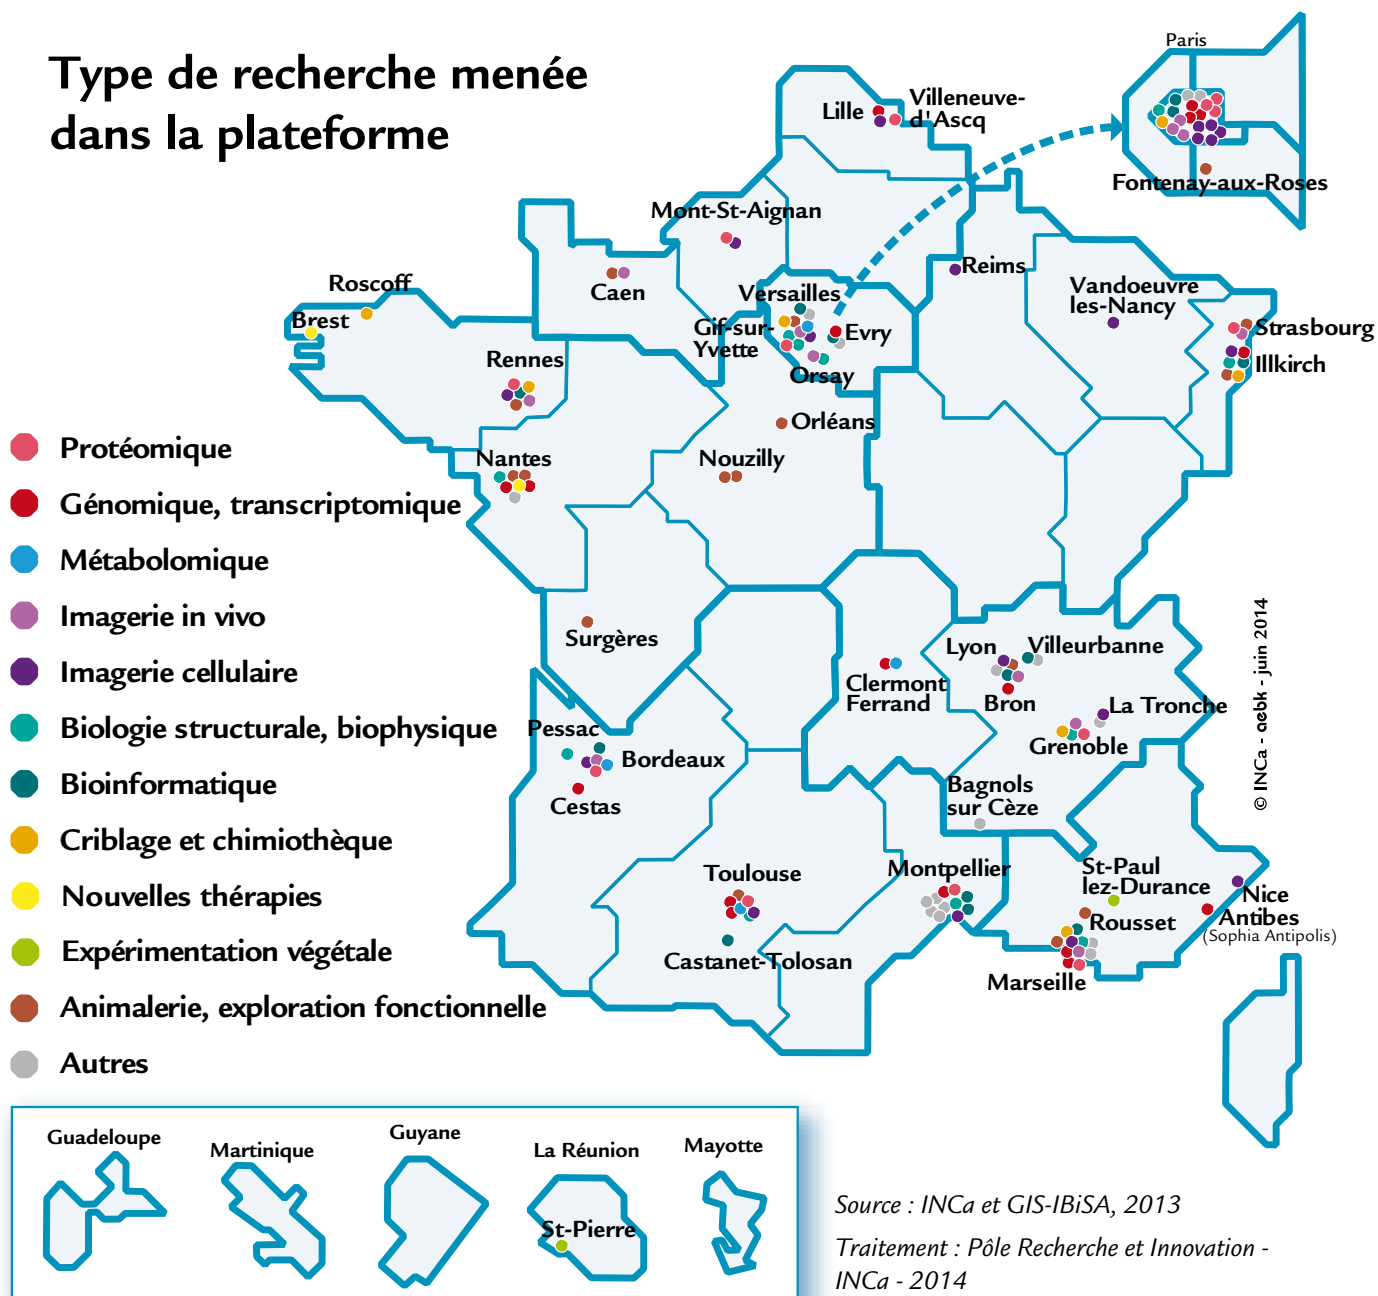 Type de recherche menée
dans la plateforme
Paris
Fontenay-aux-Roses
Lille
Villeneuve-
d'Ascq
Mont-St-Aignan
Caen
Roscoff
Brest
Rennes
Versailles
Gif-sur-
Yvette
Evry
Orsay
Reims
Vandoeuvre
les-Nancy
Strasbourg
Illkirch
Orléans
Nouzilly
Nantes
Protéomique
Génomique, transcriptomique
Métabolomique
Imagerie in vivo
Imagerie cellulaire
Biologie structurale, biophysique
Bioinformatique
Criblage et chimiothèque
Nouvelles thérapies
Expérimentation végétale
Animalerie, exploration fonctionnelle
Autres
Surgères
Clermont
Ferrand
Lyon
Villeurbanne
Bron
La Tronche
Grenoble
Pessac
Bordeaux
Cestas
Bagnols
sur Cèze
Toulouse
Castanet-Tolosan
Montpellier
St-Paul
lez-Durance
Rousset
Marseille
Nice
Antibes
(Sophia Antipolis)
© INCa - aebk - juin 2014
Guadeloupe
Martinique
Guyane
La Réunion
St-Pierre
Mayotte
Source : INCa et GIS-IBiSA, 2013
Traitement : Pôle Recherche et Innovation -
INCa - 2014